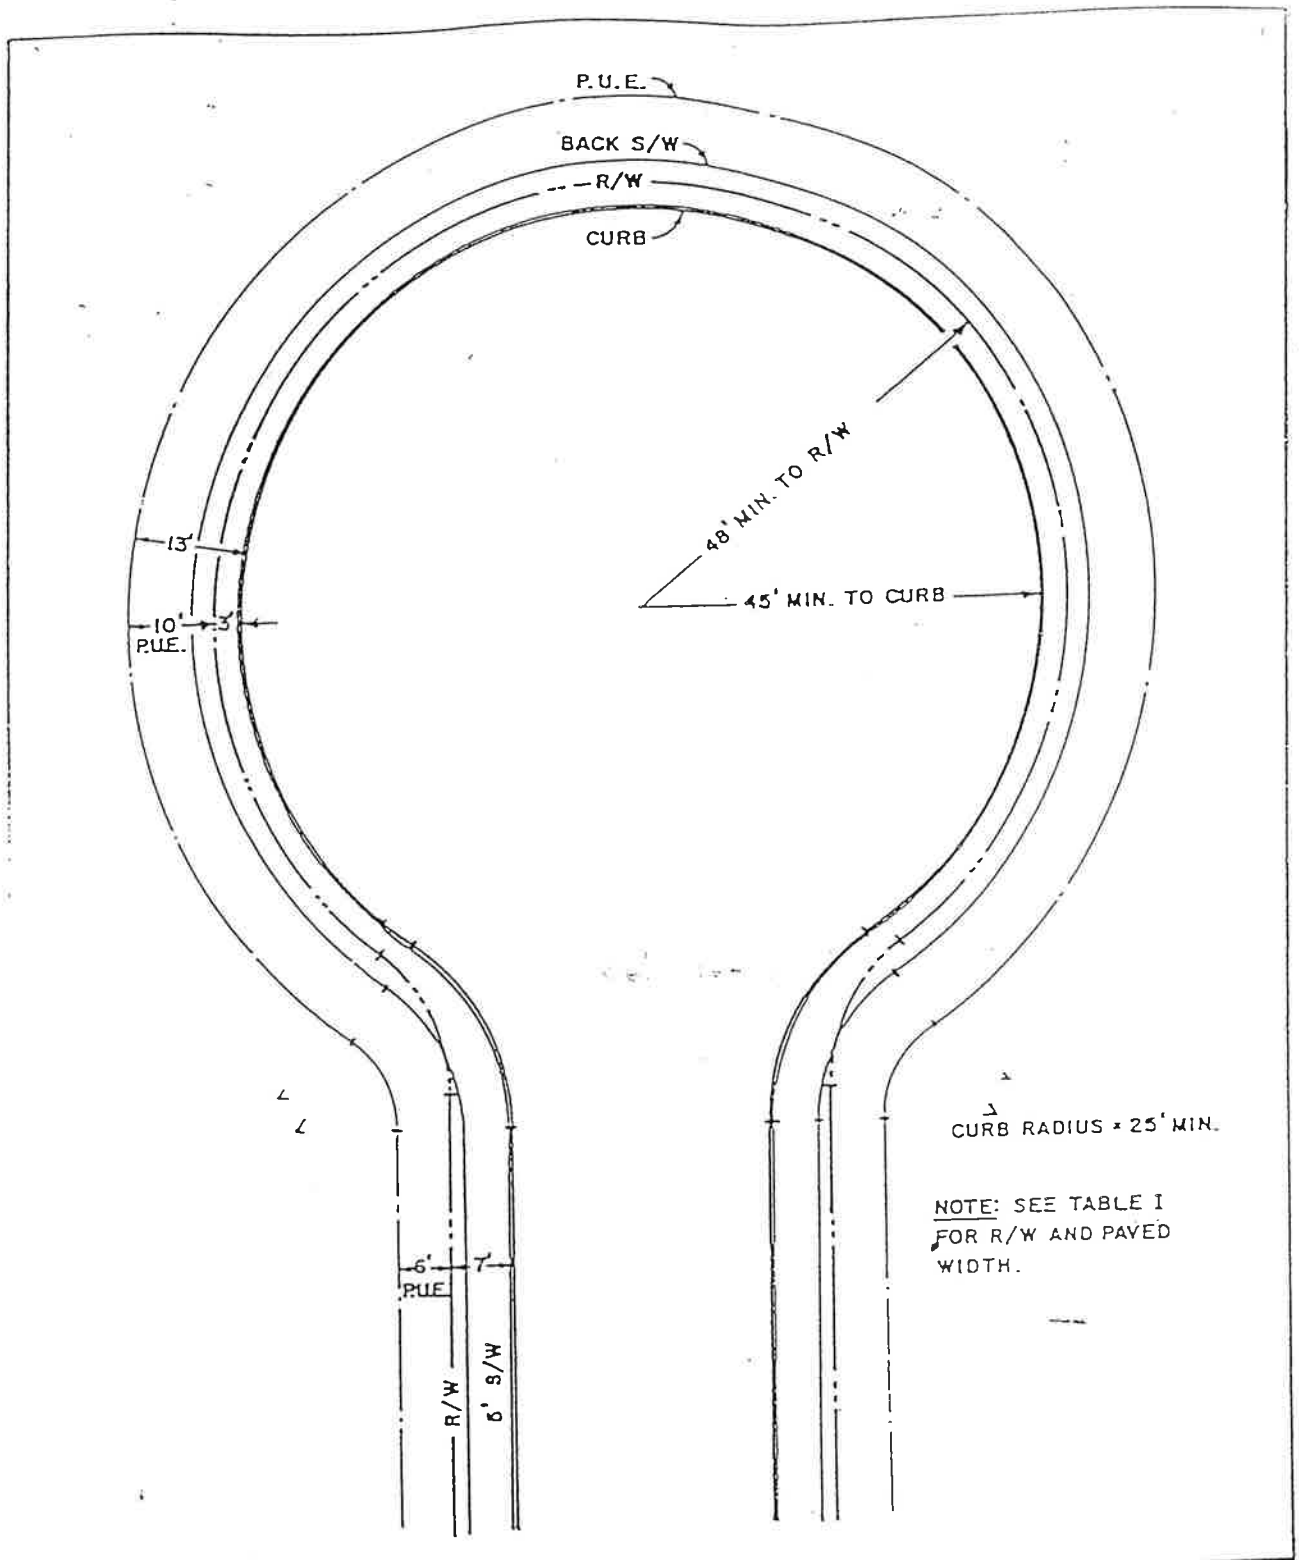 P.U.E.
BACK S/W
R/W
CURB
48' MIN. TO R/W
13'
45' MIN. TO CURB
10'
3'
P.U.E.
CURB RADIUS = 25' MIN.
NOTE: SEE TABLE I
FOR R/W AND PAVED
WIDTH.
6'
7'
P.U.E.
R/W
S/W